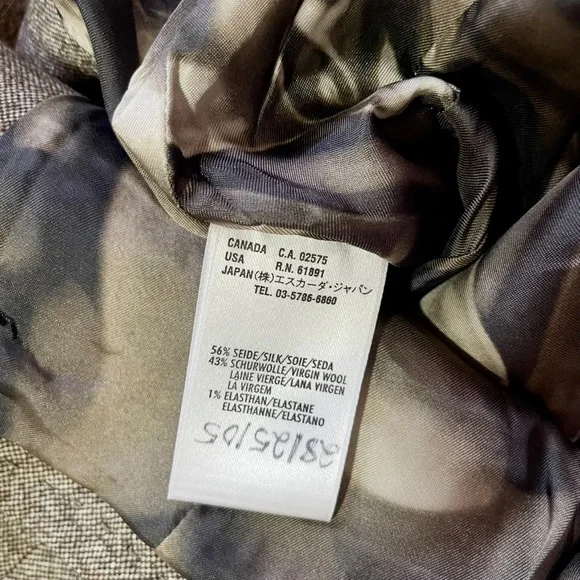 CANADA C.A. 02575
USA R.N. 61891
JAPAN(株)エスカーダ・ジャパン
TEL. 03-5786-6860
56% SEIDE/SILK/SOIE/SEDA
43% SCHURWOLLE/VIRGIN WOOL
LAINE VIERGE/LANA VIRGEN
LÃ VIRGEM
1% ELASTHAN/ELASTANE
ELASTHANNE/ELASTANO
28125105